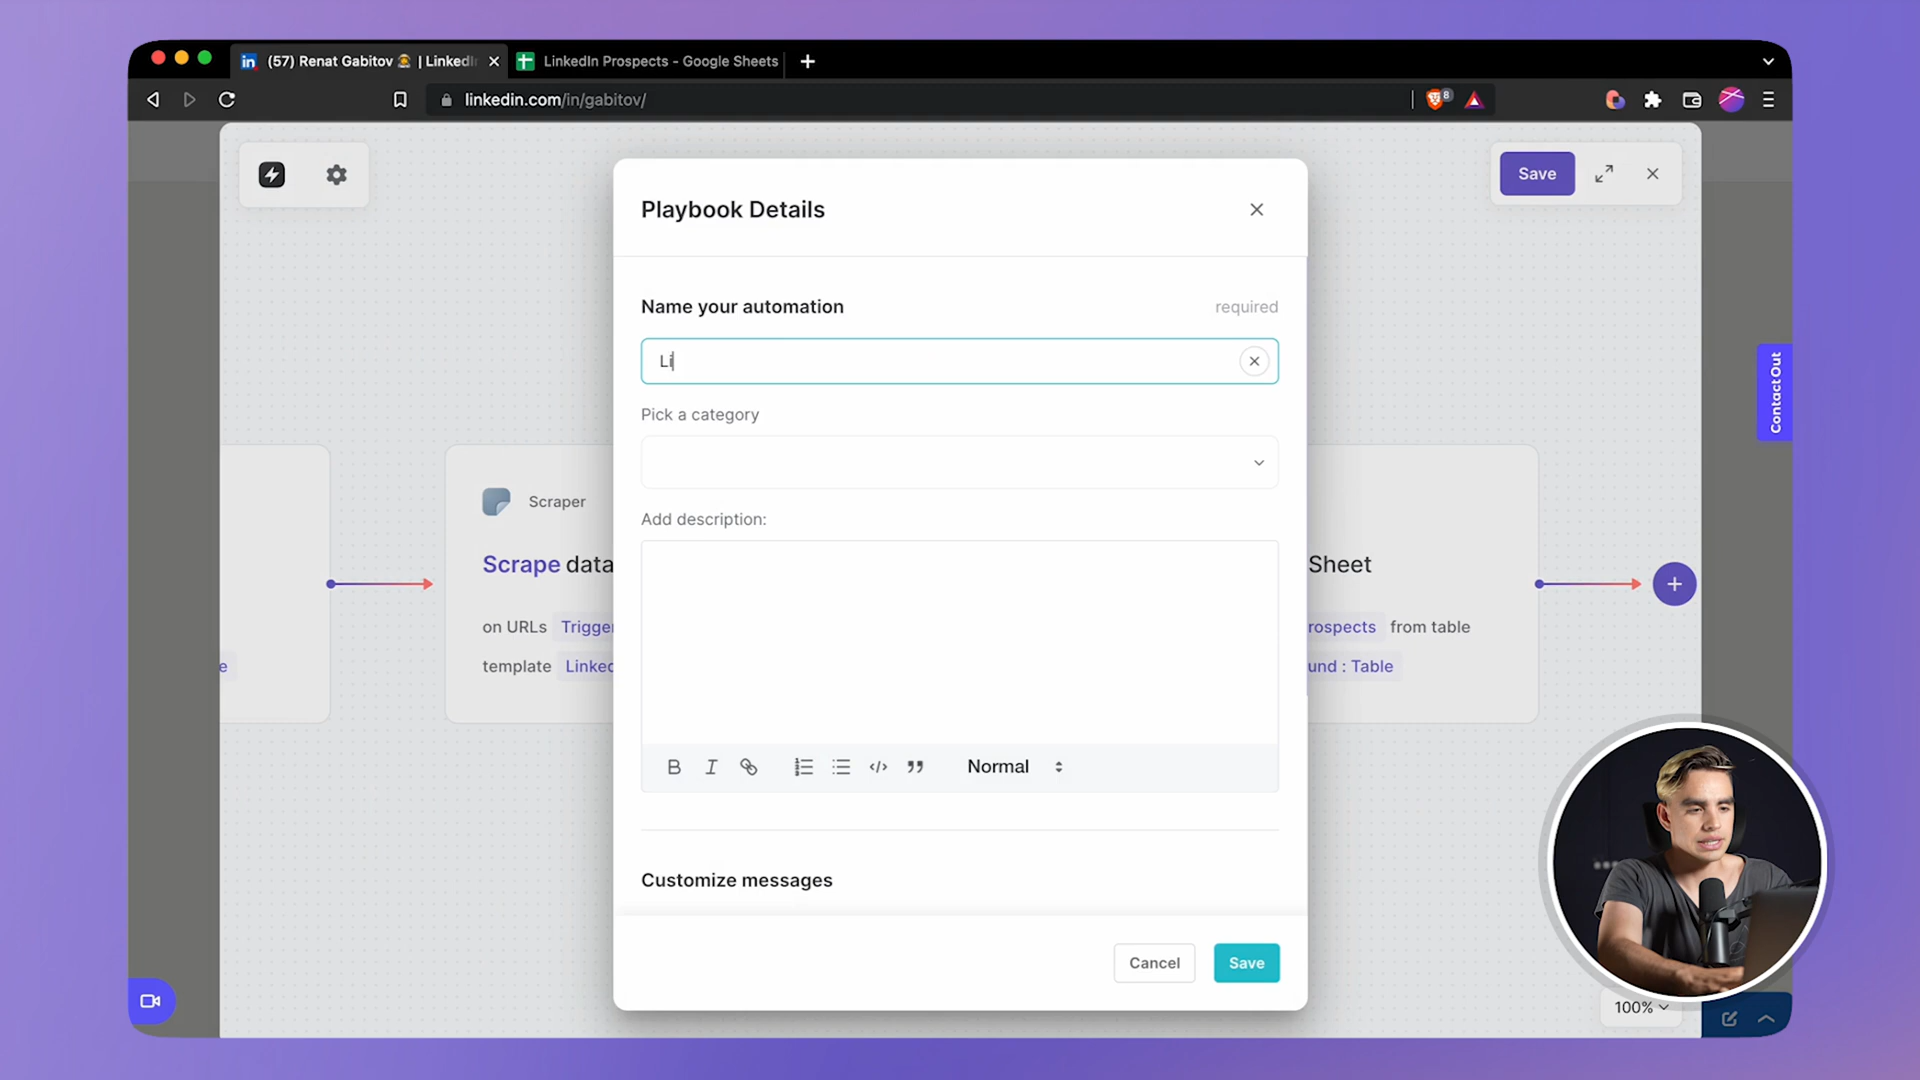 (57) Renat Gabitov | LinkedIn
LinkedIn Prospects - Google Sheets
linkedin.com/in/gabitov/
8
Save
Playbook Details
Name your automation
required
Li
Pick a category
Add description:
Normal
Customize messages
Cancel
Save
Scraper
Scrape data
on URLs Trigger
template Linked
e
Sheet
rospects from table
und : Table
ContactOut
100%